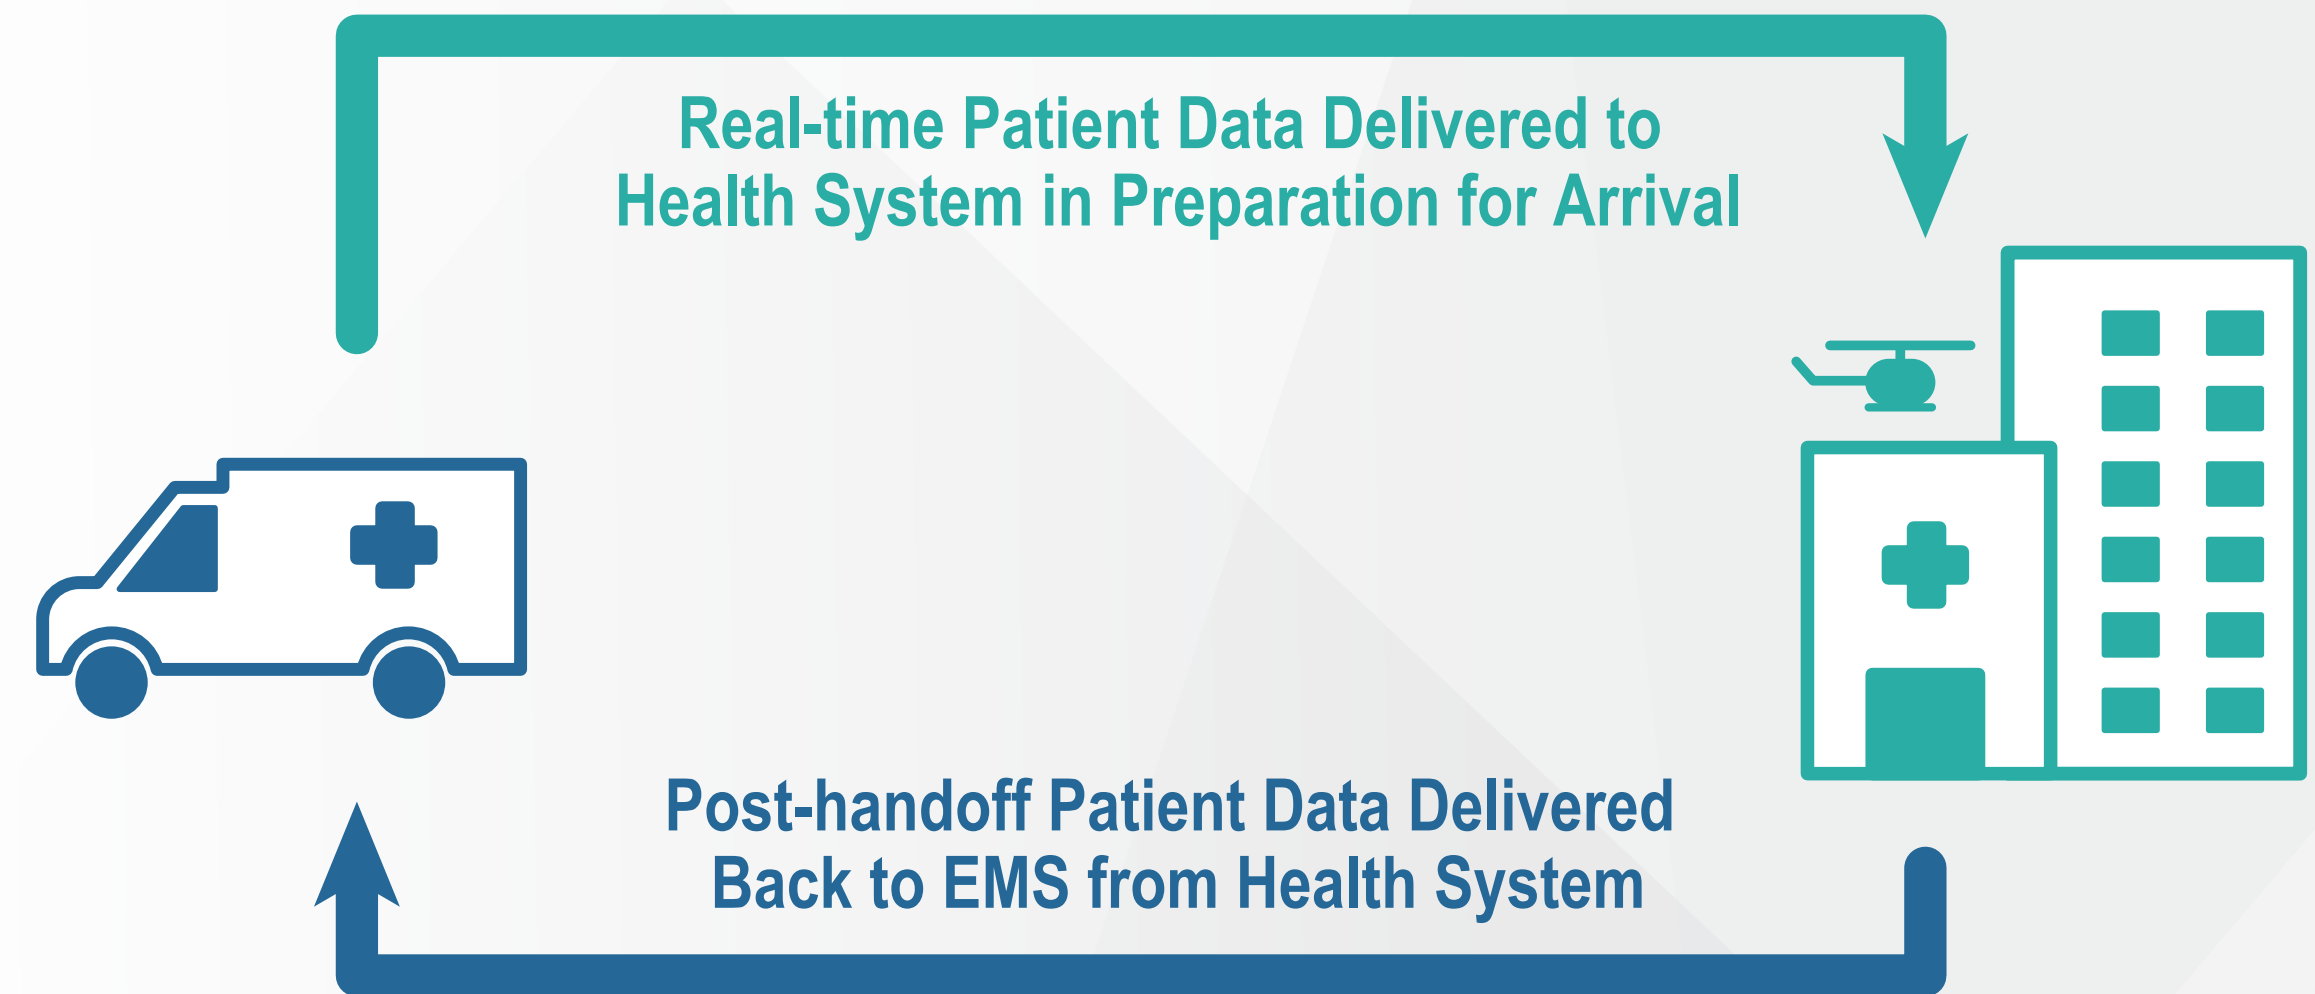 Real-time Patient Data Delivered to
Health System in Preparation for Arrival
Post-handoff Patient Data Delivered
Back to EMS from Health System